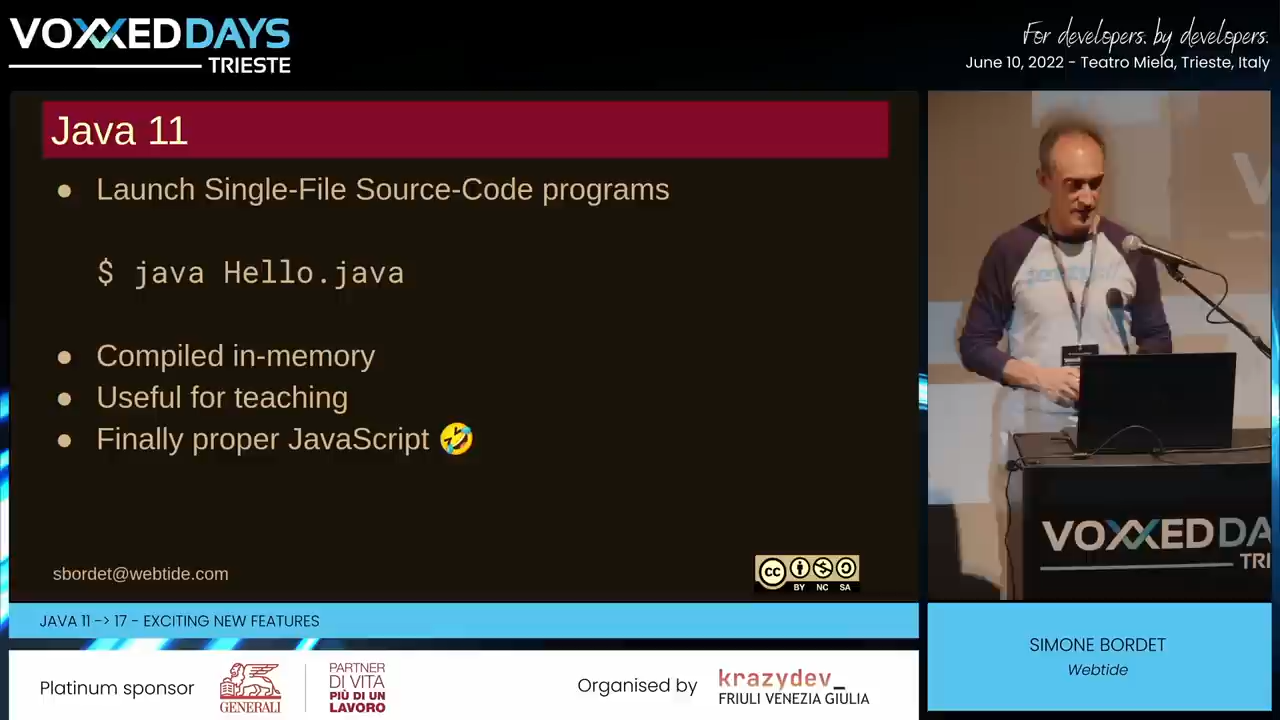 VOXXEDDAYS
TRIESTE
For developers. by developers.
June 10, 2022 - Teatro Miela, Trieste, Italy
Java 11
● Launch Single-File Source-Code programs
$ java Hello.java
● Compiled in-memory
● Useful for teaching
● Finally proper JavaScript 🤣
sbordet@webtide.com
CC BY NC SA
JAVA 11 -> 17 - EXCITING NEW FEATURES
VOXXEDDA
TRI
SIMONE BORDET
Webtide
Platinum sponsor
GENERALI
PARTNER
DI VITA
PIÙ DI UN
LAVORO
Organised by
krazydev_
FRIULI VENEZIA GIULIA